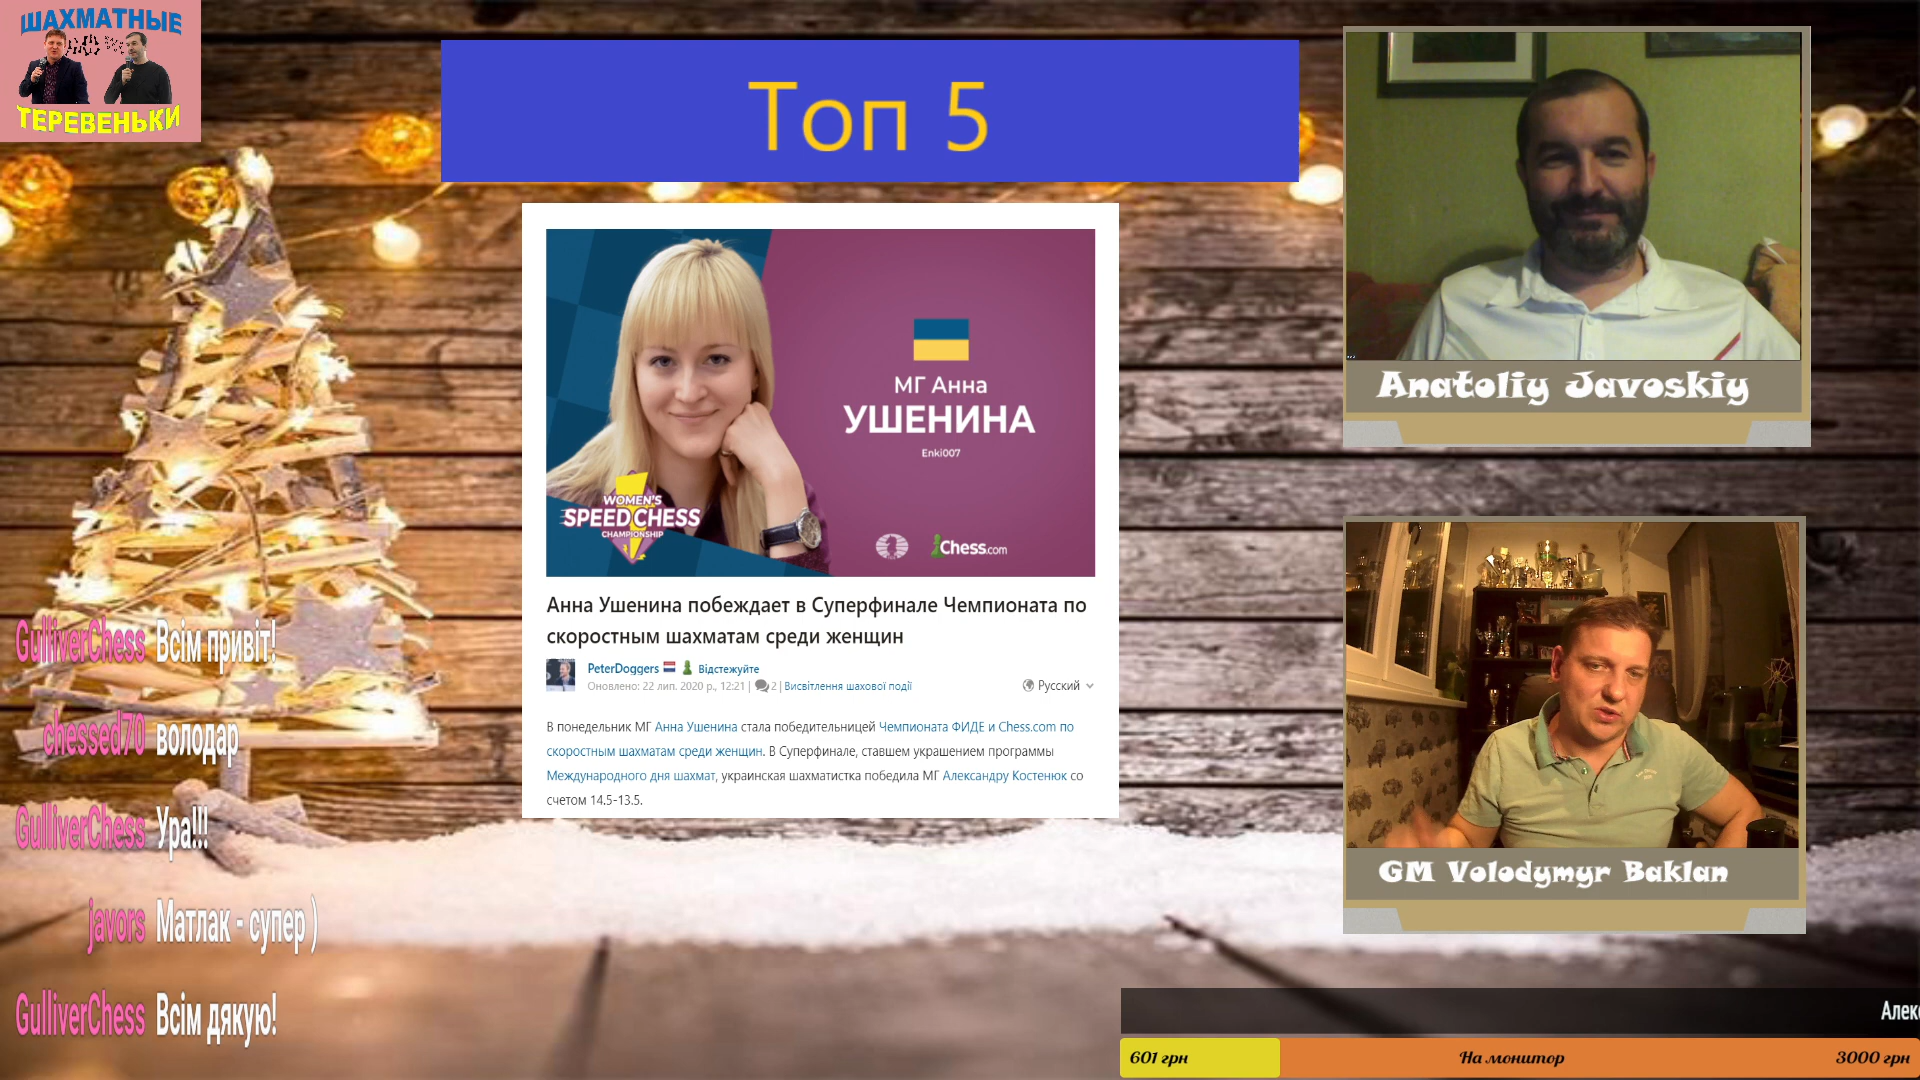 ШАХМАТНЫЕ
ТЕРЕВЕНЬКИ
Топ 5
МГ Анна
УШЕНИНА
Enki007
WOMEN'S
SPEED CHESS
CHAMPIONSHIP
Chess.com
Анна Ушенина побеждает в Суперфинале Чемпионата по
скоростным шахматам среди женщин
PeterDoggers Відстежуйте
Оновлено: 22 лип. 2020 р., 12:21 | 2 | Висвітлення шахової події
Русский
В понедельник МГ Анна Ушенина стала победительницей Чемпионата ФИДЕ и Chess.com по
скоростным шахматам среди женщин. В Суперфинале, ставшем украшением программы
Международного дня шахмат, украинская шахматистка победила МГ Александру Костенюк со
счетом 14.5-13.5.
Anatoliy Javoskiy
GM Volodymyr Baklan
GulliverChess Всім привіт!
chessed70 володар
GulliverChess Ура!!!
javors Матлак - супер )
GulliverChess Всім дякую!
Алек
601 грн На монитор 3000 грн